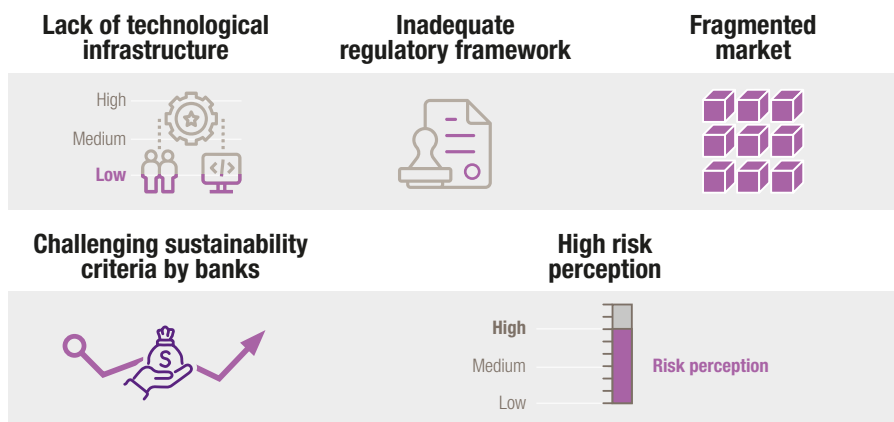 Lack of technological
infrastructure
Inadequate
regulatory framework
Fragmented
market
High
Medium
Low
</>
Challenging sustainability
criteria by banks
High risk
perception
S
High
Medium
Low
Risk perception